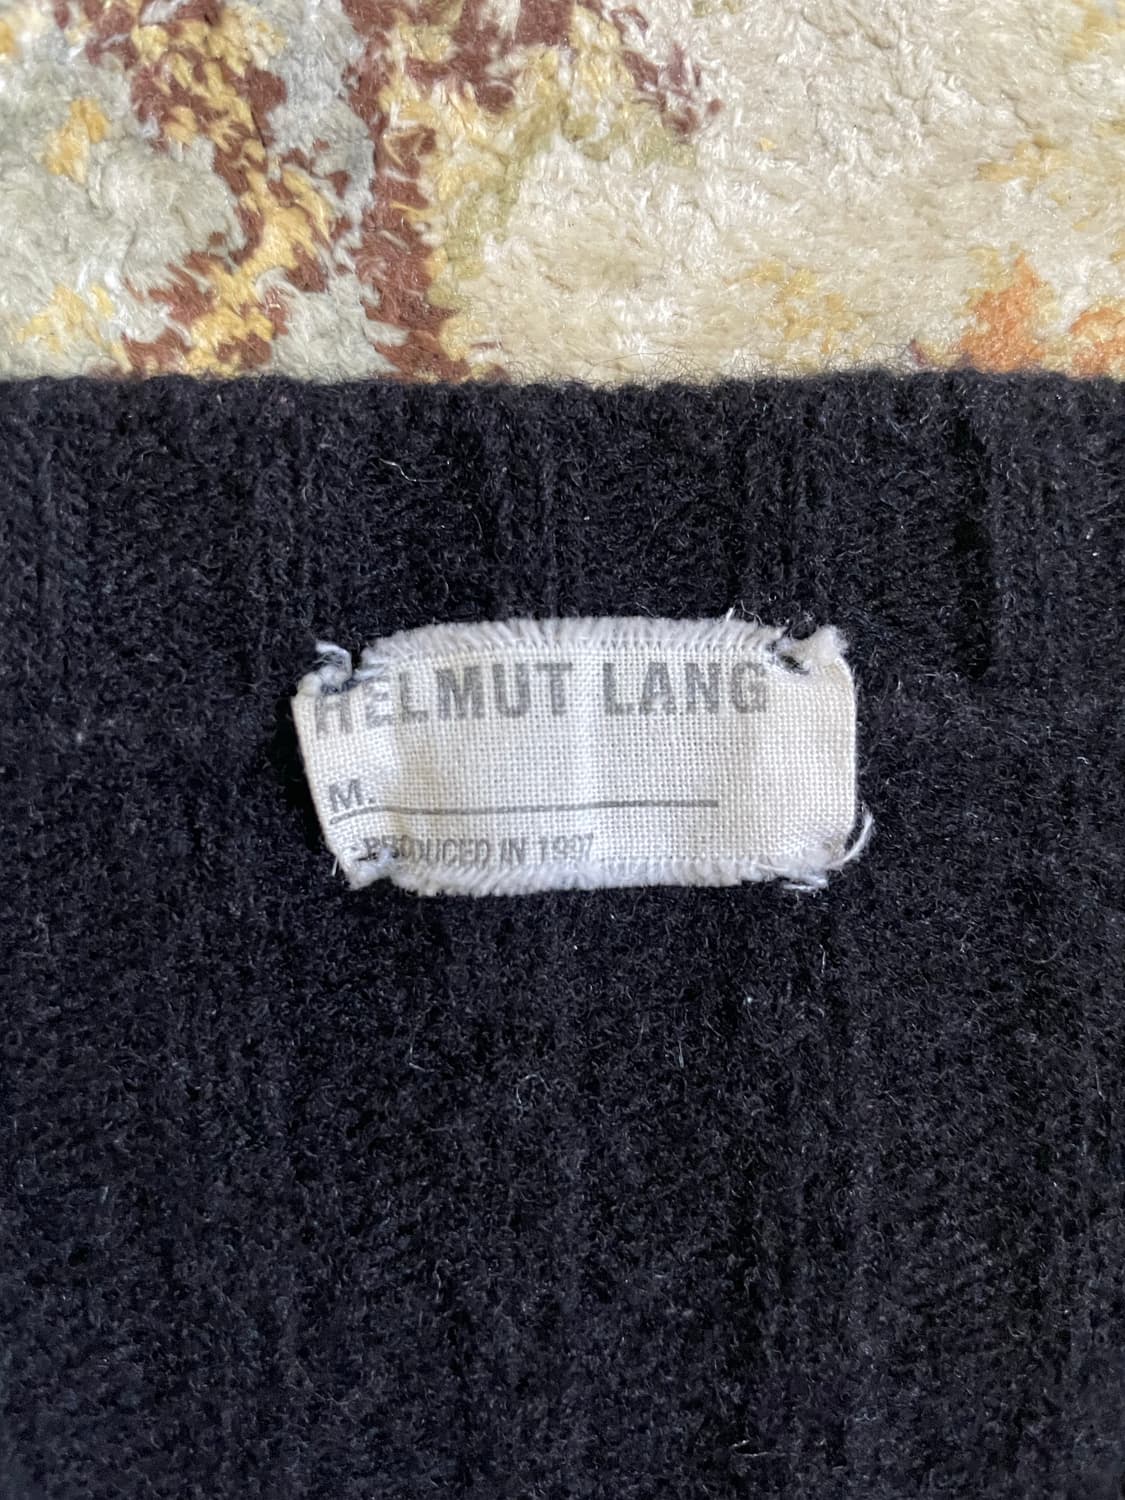 HELMUT LANG
M.
PRODUCED IN 1997